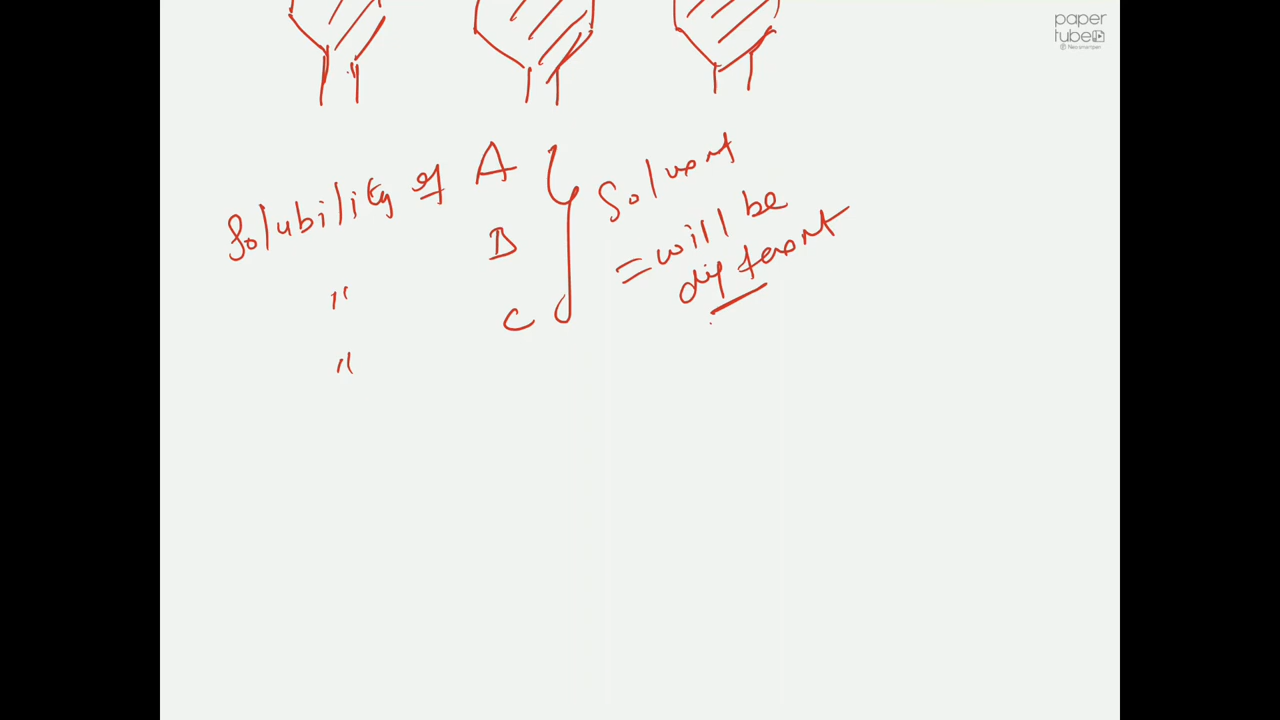 paper
tube
Solubility of A } Solvent
" B = will be
" C different